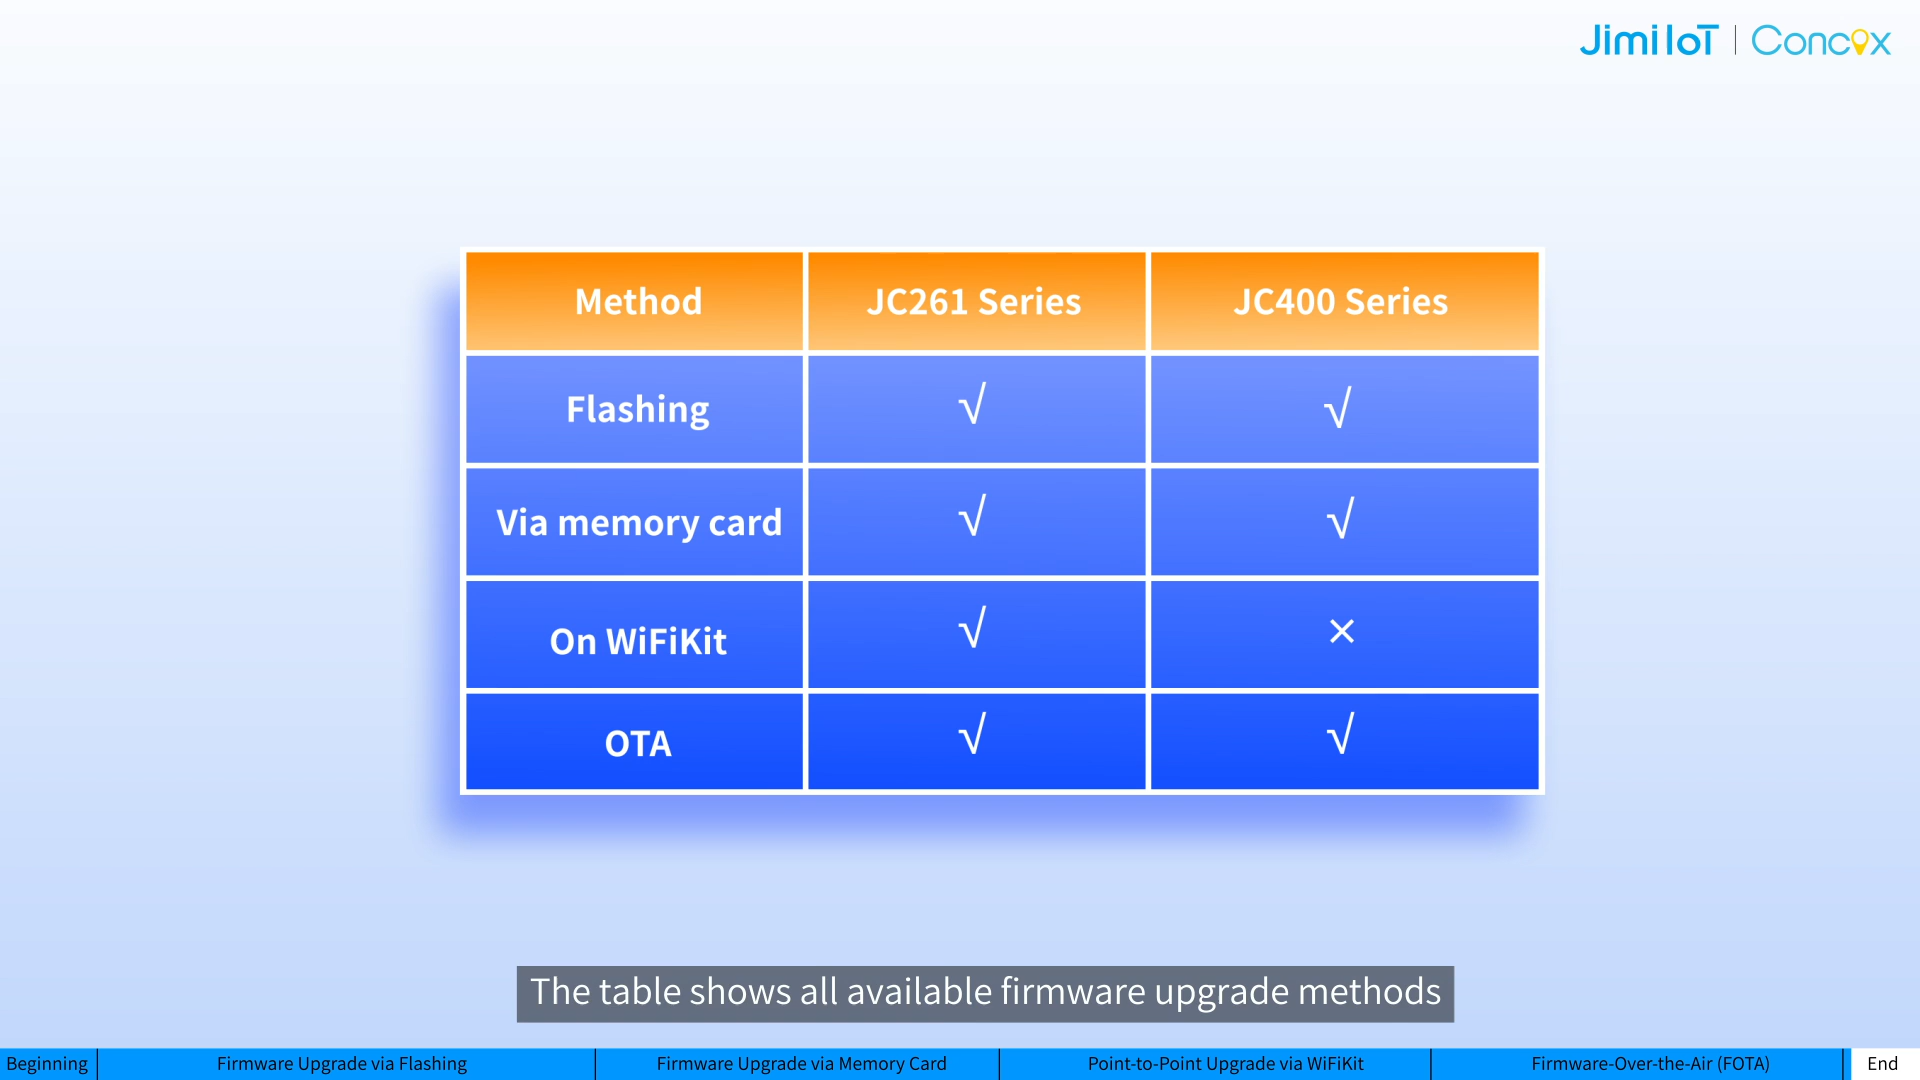 Jimi IoT | Concox
Method JC261 Series JC400 Series
Flashing √ √
Via memory card √ √
On WiFiKit √ ×
OTA √ √
The table shows all available firmware upgrade methods
Beginning Firmware Upgrade via Flashing Firmware Upgrade via Memory Card Point-to-Point Upgrade via WiFiKit Firmware-Over-the-Air (FOTA) End